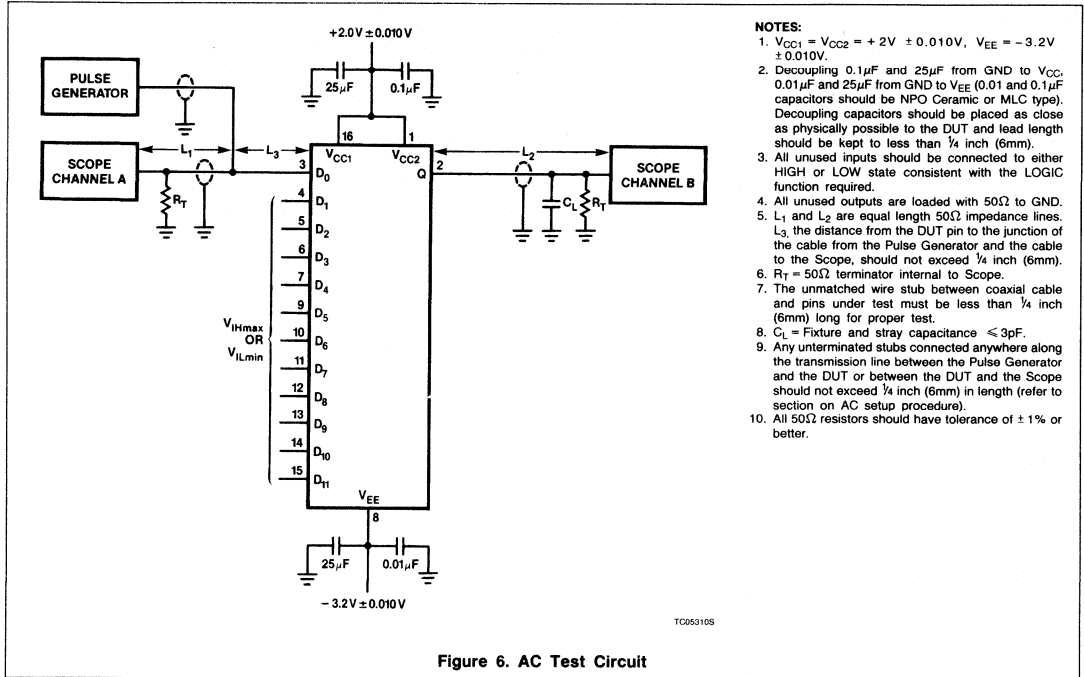 +2.0V ±0.010V
25μF
0.1μF
PULSE
GENERATOR
16
1
VCC1
VCC2
L1
L3
L2
SCOPE
CHANNEL A
3
D0
Q
2
SCOPE
CHANNEL B
RT
CL
RT
4
D1
5
D2
6
D3
7
D4
9
D5
10
D6
11
D7
12
D8
13
D9
14
D10
15
D11
VIHmax
OR
VILmin
VEE
8
25μF
0.01μF
−3.2V ±0.010V
TC05310S
NOTES:
1. VCC1 = VCC2 = +2V ±0.010V, VEE = −3.2V
±0.010V.
2. Decoupling 0.1μF and 25μF from GND to VCC,
0.01μF and 25μF from GND to VEE (0.01 and 0.1μF
capacitors should be NPO Ceramic or MLC type).
Decoupling capacitors should be placed as close
as physically possible to the DUT and lead length
should be kept to less than 1/4 inch (6mm).
3. All unused inputs should be connected to either
HIGH or LOW state consistent with the LOGIC
function required.
4. All unused outputs are loaded with 50Ω to GND.
5. L1 and L2 are equal length 50Ω impedance lines.
L3, the distance from the DUT pin to the junction of
the cable from the Pulse Generator and the cable
to the Scope, should not exceed 1/4 inch (6mm).
6. RT = 50Ω terminator internal to Scope.
7. The unmatched wire stub between coaxial cable
and pins under test must be less than 1/4 inch
(6mm) long for proper test.
8. CL = Fixture and stray capacitance ≤ 3pF.
9. Any unterminated stubs connected anywhere along
the transmission line between the Pulse Generator
and the DUT or between the DUT and the Scope
should not exceed 1/4 inch (6mm) in length (refer to
section on AC setup procedure).
10. All 50Ω resistors should have tolerance of ±1% or
better.
Figure 6. AC Test Circuit